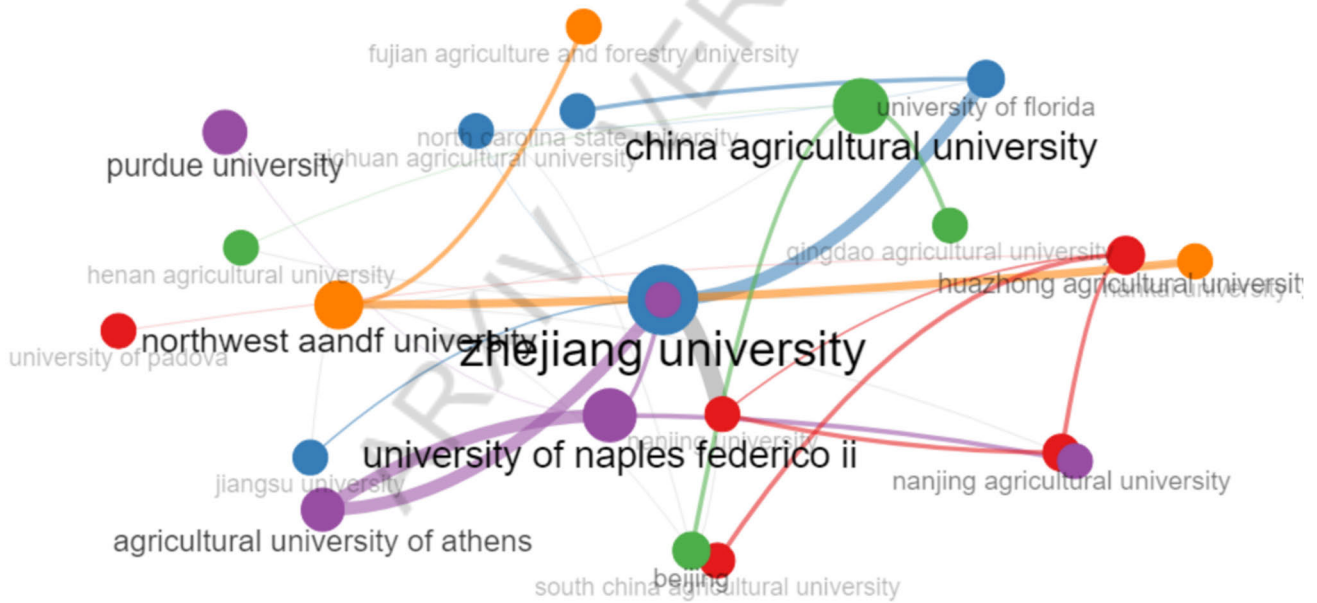 fujian agriculture and forestry university
university of florida
north carolina state university
china agricultural university
sichuan agricultural university
purdue university
qingdao agricultural university
henan agricultural university
huazhong agricultural university
northwest aandf university
zhejiang university
university of padova
nanjing university
university of naples federico ii
jiangsu university
nanjing agricultural university
agricultural university of athens
beijing
south china agricultural university
ARXIV VER